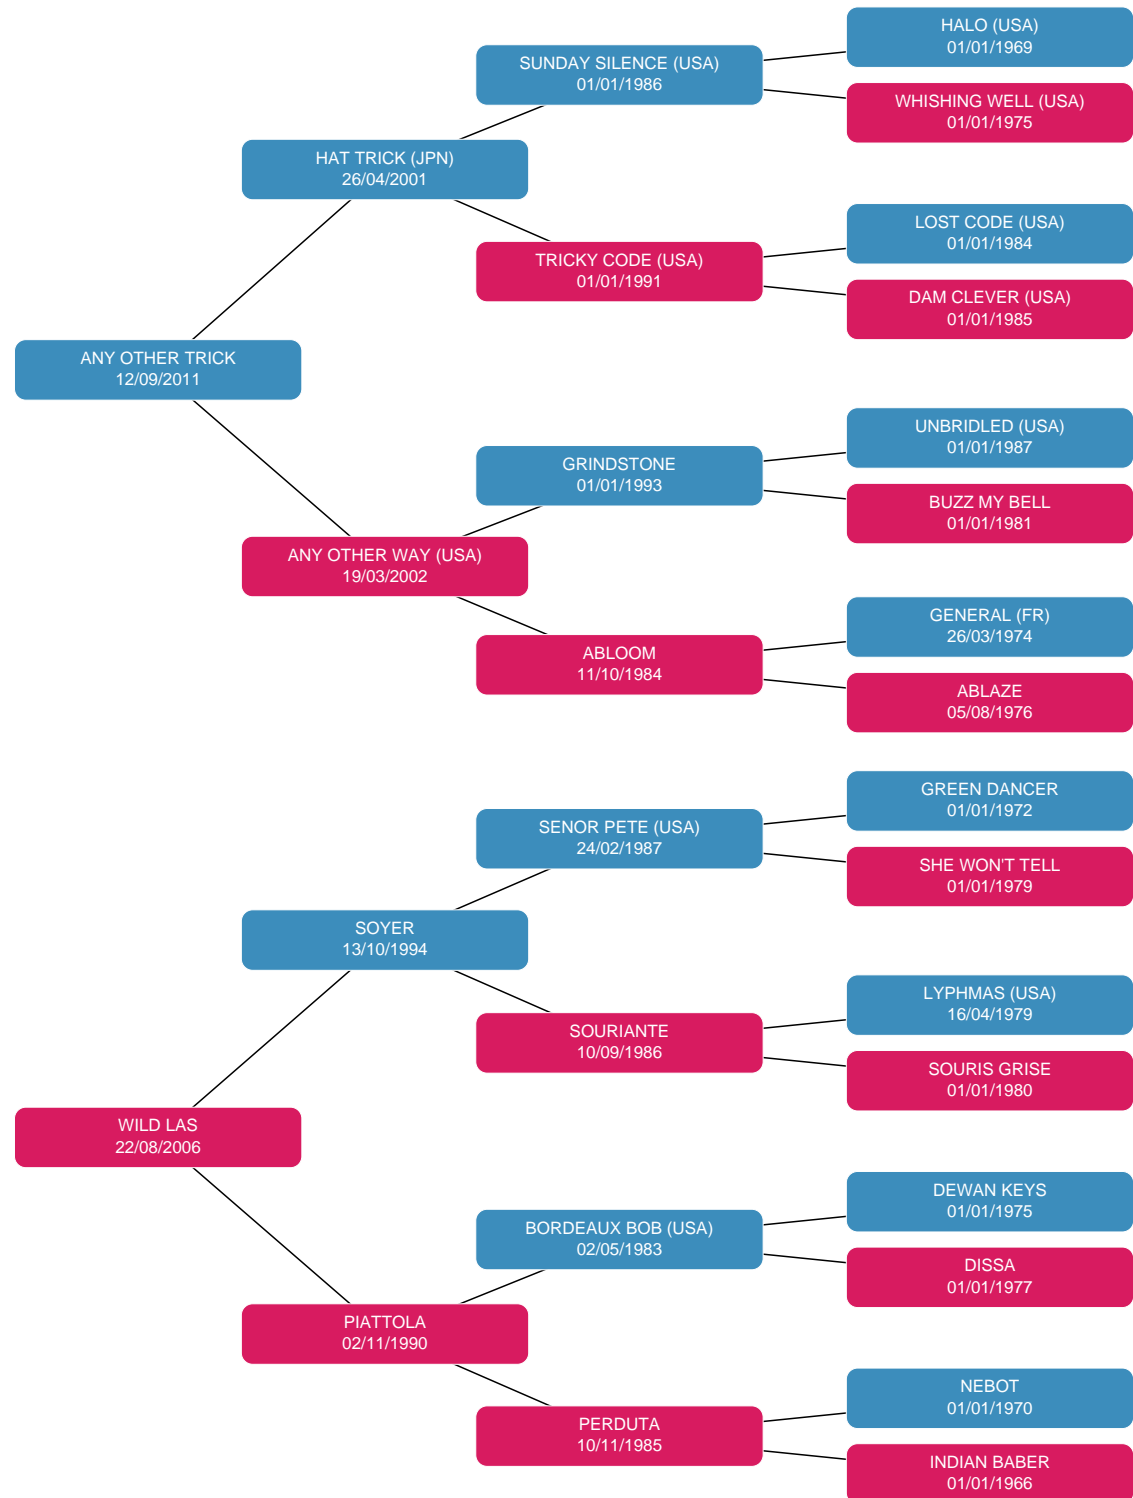 HALO (USA)
01/01/1969
SUNDAY SILENCE (USA)
01/01/1986
WHISHING WELL (USA)
01/01/1975
HAT TRICK (JPN)
26/04/2001
LOST CODE (USA)
01/01/1984
TRICKY CODE (USA)
01/01/1991
DAM CLEVER (USA)
01/01/1985
ANY OTHER TRICK
12/09/2011
UNBRIDLED (USA)
01/01/1987
GRINDSTONE
01/01/1993
BUZZ MY BELL
01/01/1981
ANY OTHER WAY (USA)
19/03/2002
GENERAL (FR)
26/03/1974
ABLOOM
11/10/1984
ABLAZE
05/08/1976
GREEN DANCER
01/01/1972
SENOR PETE (USA)
24/02/1987
SHE WON'T TELL
01/01/1979
SOYER
13/10/1994
LYPHMAS (USA)
16/04/1979
SOURIANTE
10/09/1986
SOURIS GRISE
01/01/1980
WILD LAS
22/08/2006
DEWAN KEYS
01/01/1975
BORDEAUX BOB (USA)
02/05/1983
DISSA
01/01/1977
PIATTOLA
02/11/1990
NEBOT
01/01/1970
PERDUTA
10/11/1985
INDIAN BABER
01/01/1966